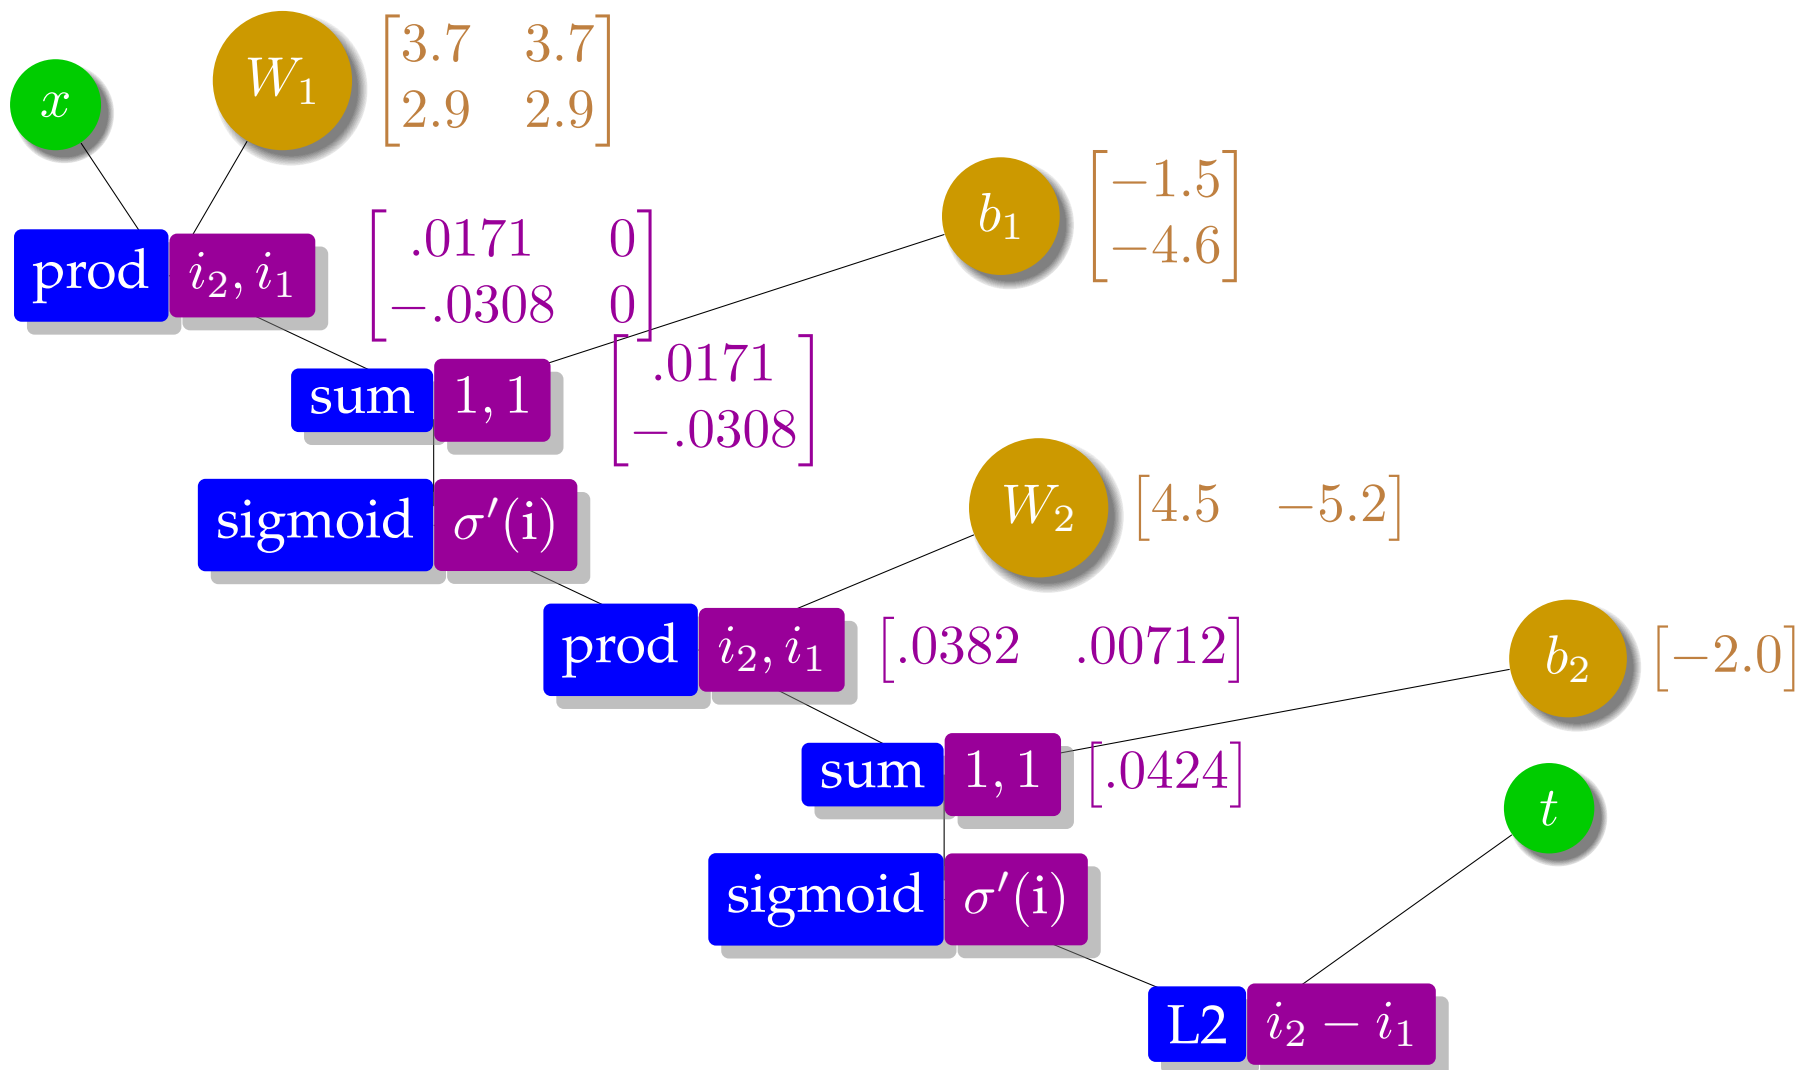 x
W₁
[3.7 3.7
2.9 2.9]
prod i₂, i₁
[.0171 0
−.0308 0]
b₁
[−1.5
−4.6]
sum 1, 1
[.0171
−.0308]
sigmoid σ′(i)
W₂ [4.5 −5.2]
prod i₂, i₁ [.0382 .00712]
b₂ [−2.0]
sum 1, 1 [.0424]
t
sigmoid σ′(i)
L2 i₂ − i₁